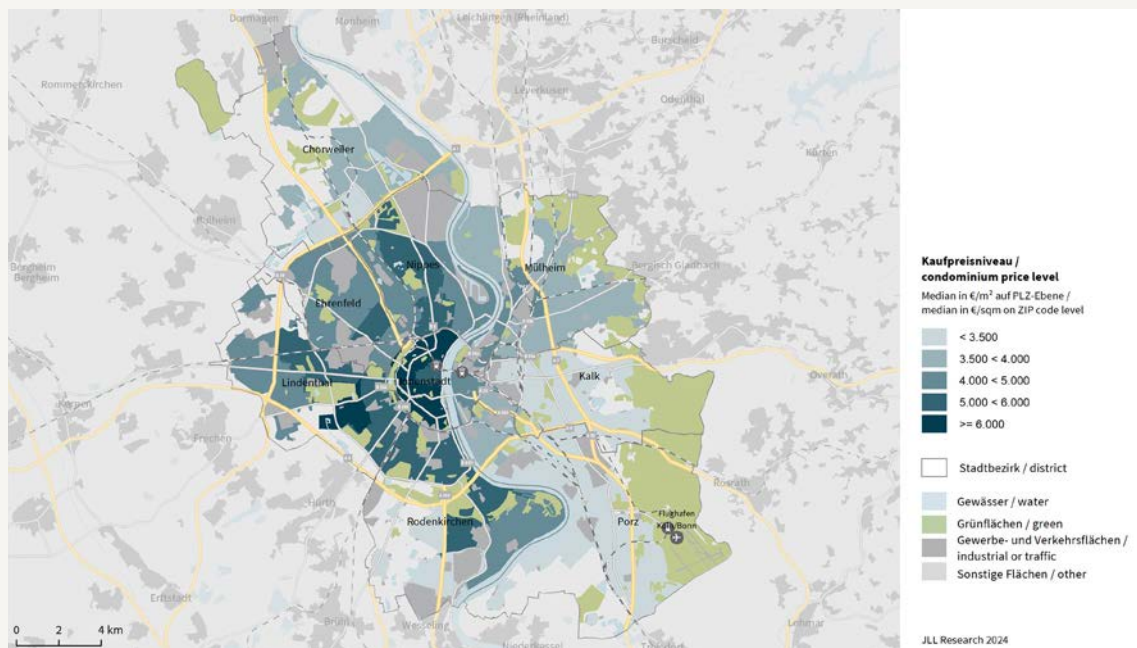 Dormagen
Monheim
Leichlingen (Rheinland)
Burscheid
Rommerskirchen
Leverkusen
Odenthal
Chorweiler
Kürten
Pulheim
Bergheim
Bergheim
Nippes
Mülheim
Bergisch Gladbach
Ehrenfeld
Lindenthal
Innenstadt
Kalk
Overath
Kerpen
Frechen
Hürth
Rösrath
Rodenkirchen
Porz
Flughafen
Köln/Bonn
Erftstadt
Brühl
Wesseling
Niederkassel
Troisdorf
Lohmar
0 2 4 km
Kaufpreisniveau /
condominium price level
Median in €/m² auf PLZ-Ebene /
median in €/sqm on ZIP code level
< 3.500
3.500 < 4.000
4.000 < 5.000
5.000 < 6.000
>= 6.000
Stadtbezirk / district
Gewässer / water
Grünflächen / green
Gewerbe- und Verkehrsflächen /
industrial or traffic
Sonstige Flächen / other
JLL Research 2024